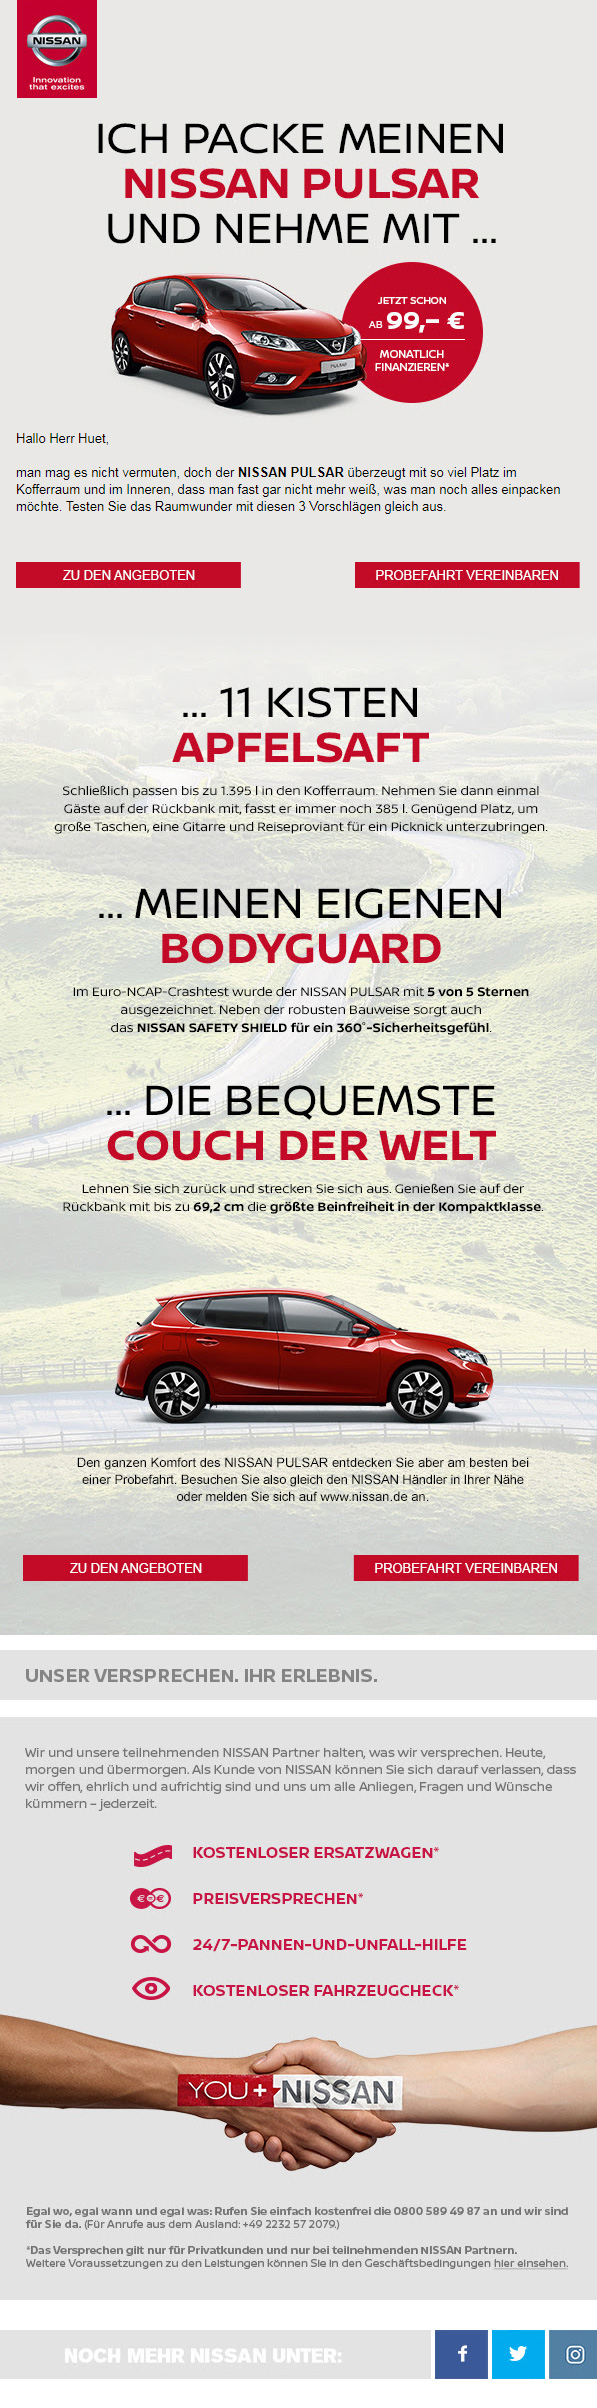 NISSAN
Innovation
that excites
ICH PACKE MEINEN
NISSAN PULSAR
UND NEHME MIT ...
JETZT SCHON
AB 99,– €
MONATLICH
FINANZIEREN*
PULSAR
Hallo Herr Huet,
man mag es nicht vermuten, doch der NISSAN PULSAR überzeugt mit so viel Platz im
Kofferraum und im Inneren, dass man fast gar nicht mehr weiß, was man noch alles einpacken
möchte. Testen Sie das Raumwunder mit diesen 3 Vorschlägen gleich aus.
ZU DEN ANGEBOTEN
PROBEFAHRT VEREINBAREN
... 11 KISTEN
APFELSAFT
Schließlich passen bis zu 1.395 l in den Kofferraum. Nehmen Sie dann einmal
Gäste auf der Rückbank mit, fasst er immer noch 385 l. Genügend Platz, um
große Taschen, eine Gitarre und Reiseproviant für ein Picknick unterzubringen.
... MEINEN EIGENEN
BODYGUARD
Im Euro-NCAP-Crashtest wurde der NISSAN PULSAR mit 5 von 5 Sternen
ausgezeichnet. Neben der robusten Bauweise sorgt auch
das NISSAN SAFETY SHIELD für ein 360°-Sicherheitsgefühl.
... DIE BEQUEMSTE
COUCH DER WELT
Lehnen Sie sich zurück und strecken Sie sich aus. Genießen Sie auf der
Rückbank mit bis zu 69,2 cm die größte Beinfreiheit in der Kompaktklasse.
Den ganzen Komfort des NISSAN PULSAR entdecken Sie aber am besten bei
einer Probefahrt. Besuchen Sie also gleich den NISSAN Händler in Ihrer Nähe
oder melden Sie sich auf www.nissan.de an.
ZU DEN ANGEBOTEN
PROBEFAHRT VEREINBAREN
UNSER VERSPRECHEN. IHR ERLEBNIS.
Wir und unsere teilnehmenden NISSAN Partner halten, was wir versprechen. Heute,
morgen und übermorgen. Als Kunde von NISSAN können Sie sich darauf verlassen, dass
wir offen, ehrlich und aufrichtig sind und uns um alle Anliegen, Fragen und Wünsche
kümmern – jederzeit.
KOSTENLOSER ERSATZWAGEN*
€=€ PREISVERSPRECHEN*
24/7-PANNEN-UND-UNFALL-HILFE
KOSTENLOSER FAHRZEUGCHECK*
YOU+NISSAN
Egal wo, egal wann und egal was: Rufen Sie einfach kostenfrei die 0800 589 49 87 an und wir sind
für Sie da. (Für Anrufe aus dem Ausland: +49 2232 57 2079.)
*Das Versprechen gilt nur für Privatkunden und nur bei teilnehmenden NISSAN Partnern.
Weitere Voraussetzungen zu den Leistungen können Sie in den Geschäftsbedingungen hier einsehen.
NOCH MEHR NISSAN UNTER: